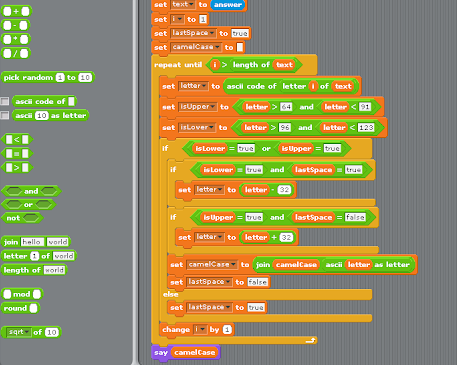 +
-
*
/
pick random 1 to 10
ascii code of
ascii 10 as letter
<
=
>
and
or
not
join hello world
letter 1 of world
length of world
mod
round
sqrt of 10
set text to answer
set i to 1
set lastSpace to true
set camelCase to
repeat until i > length of text
set letter to ascii code of letter i of text
set isUpper to letter > 64 and letter < 91
set isLower to letter > 96 and letter < 123
if isLower = true or isUpper = true
if isLower = true and lastSpace = true
set letter to letter - 32
if isUpper = true and lastSpace = false
set letter to letter + 32
set camelCase to join camelCase ascii letter as letter
set lastSpace to false
else
set lastSpace to true
change i by 1
say camelCase